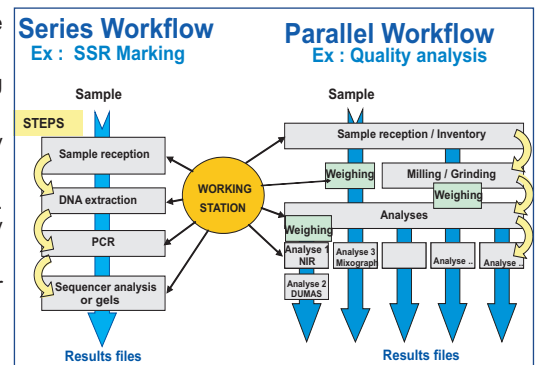 Series Workflow
Ex : SSR Marking
Sample
STEPS
Sample reception
DNA extraction
PCR
Sequencer analysis
or gels
Results files
WORKING
STATION
Parallel Workflow
Ex : Quality analysis
Sample
Sample reception / Inventory
Weighing
Milling / Grinding
Weighing
Analyses
Weighing
Analyse 1
NIR
Analyse 2
DUMAS
Analyse 3
Mixograph
Analyse ..
Analyse ..
Results files